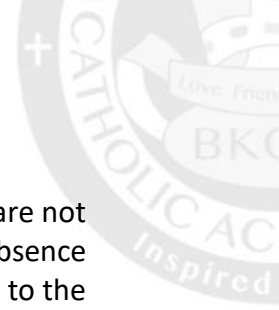 Love Frien
BKC
CATHOLIC AC
Inspired
are not
bsence
to the